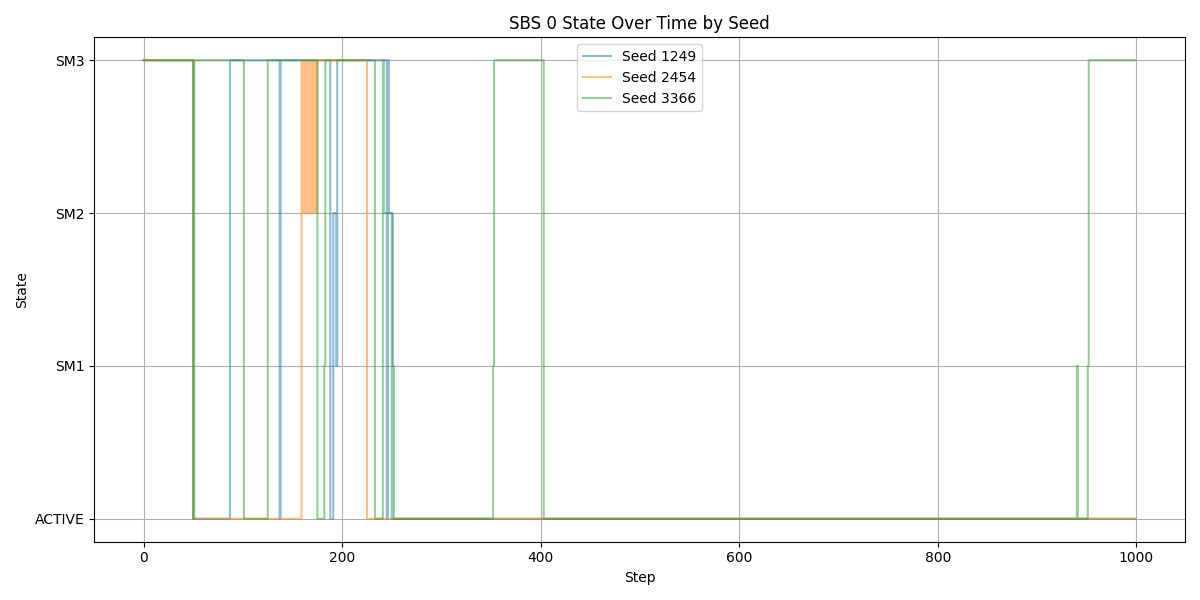 SBS 0 State Over Time by Seed
Seed 1249
Seed 2454
Seed 3366
State
SM3
SM2
SM1
ACTIVE
0 200 400 600 800 1000
Step